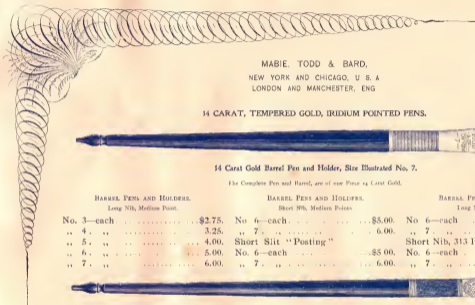 MABIE, TODD & BARD,
NEW YORK AND CHICAGO, U. S. A
LONDON AND MANCHESTER, ENG
14 CARAT, TEMPERED GOLD, IRIDIUM POINTED PENS.
14 Carat Gold Barrel Pen and Holder, Size Illustrated No. 7.
The Complete Pen and Barrel, are of one Piece 14 Carat Gold.
BARREL PENS AND HOLDERS.
Long Nib, Medium Point.
No. 3—each ........... $2.75.
,, 4. ,, ........... 3.25.
,, 5. ,, ........... 4.00.
,, 6. ,, ........... 5.00.
,, 7. ,, ........... 6.00.
BARREL PENS AND HOLDERS.
Short Nib, Medium Points
No 6—each ........... $5.00.
,, 7. ,, ........... 6.00.
Short Slit "Posting"
No. 6—each ........... $5 00.
,, 7. ,, ........... 6.00.
BARREL PE
Long
No 6—each
,, 7. ,,
Short Nib, 313
No. 6—each
,, 7. ,,